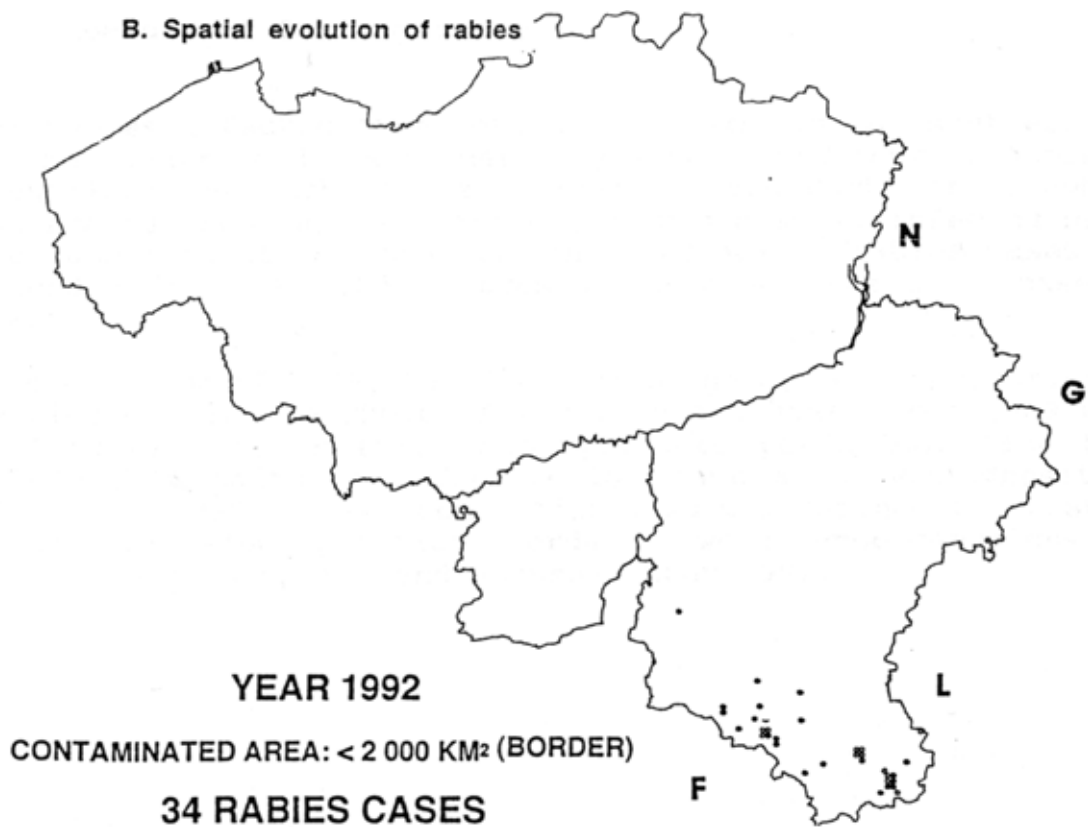 B. Spatial evolution of rabies
N
G
L
YEAR 1992
CONTAMINATED AREA: < 2 000 KM² (BORDER)
F
34 RABIES CASES